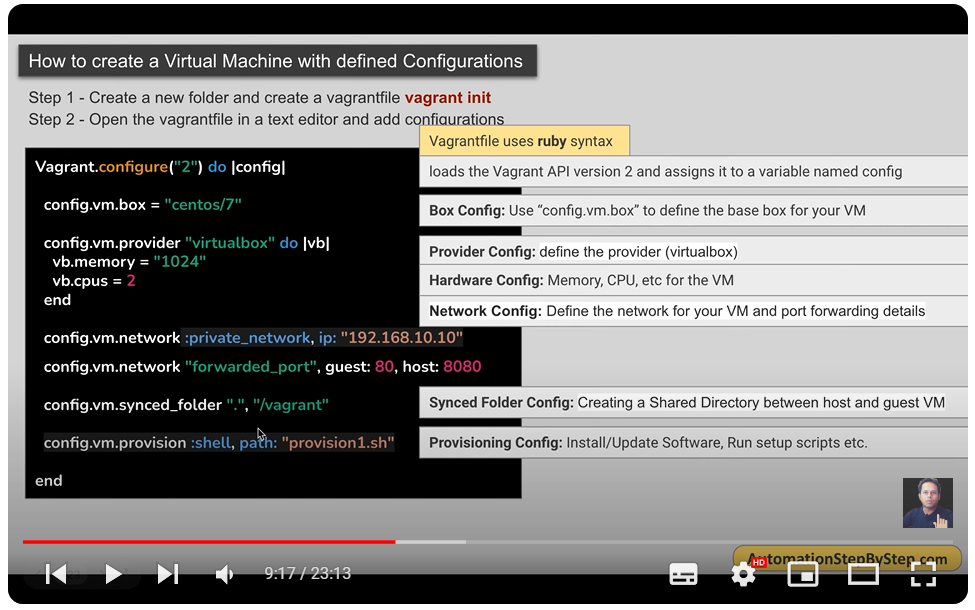 How to create a Virtual Machine with defined Configurations
Step 1 - Create a new folder and create a vagrantfile vagrant init
Step 2 - Open the vagrantfile in a text editor and add configurations
Vagrantfile uses ruby syntax
Vagrant.configure("2") do |config|
loads the Vagrant API version 2 and assigns it to a variable named config
config.vm.box = "centos/7"
Box Config: Use “config.vm.box” to define the base box for your VM
config.vm.provider "virtualbox" do |vb|
vb.memory = "1024"
vb.cpus = 2
end
Provider Config: define the provider (virtualbox)
Hardware Config: Memory, CPU, etc for the VM
Network Config: Define the network for your VM and port forwarding details
config.vm.network :private_network, ip: "192.168.10.10"
config.vm.network "forwarded_port", guest: 80, host: 8080
config.vm.synced_folder ".", "/vagrant"
Synced Folder Config: Creating a Shared Directory between host and guest VM
config.vm.provision :shell, path: "provision1.sh"
Provisioning Config: Install/Update Software, Run setup scripts etc.
end
AutomationStepByStep.com
9:17 / 23:13
HD